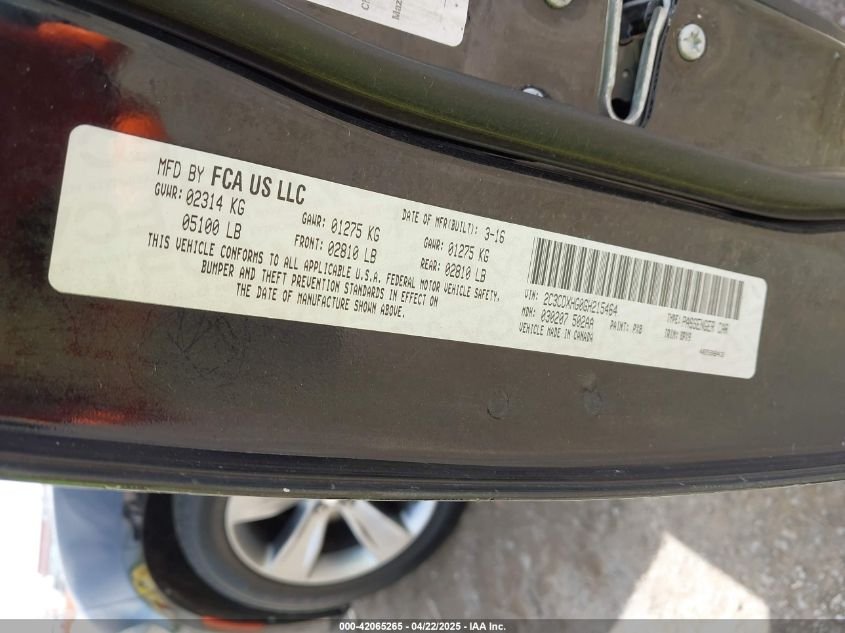 MFD BY FCA US LLC
GVWR: 02314 KG
05100 LB
GAWR: 01275 KG
FRONT: 02810 LB
DATE OF MFR(BUILT): 3-16
GAWR: 01275 KG
REAR: 02810 LB
THIS VEHICLE CONFORMS TO ALL APPLICABLE U.S.A. FEDERAL MOTOR VEHICLE SAFETY,
BUMPER AND THEFT PREVENTION STANDARDS IN EFFECT ON
THE DATE OF MANUFACTURE SHOWN ABOVE.
VIN: 2C3CDXHG0GH215464
TYPE: PASSENGER CAR
MDH: 030207 502AA
PAINT: PXB
VEHICLE MADE IN CANADA
000-42065265 - 04/22/2025 - IAA Inc.